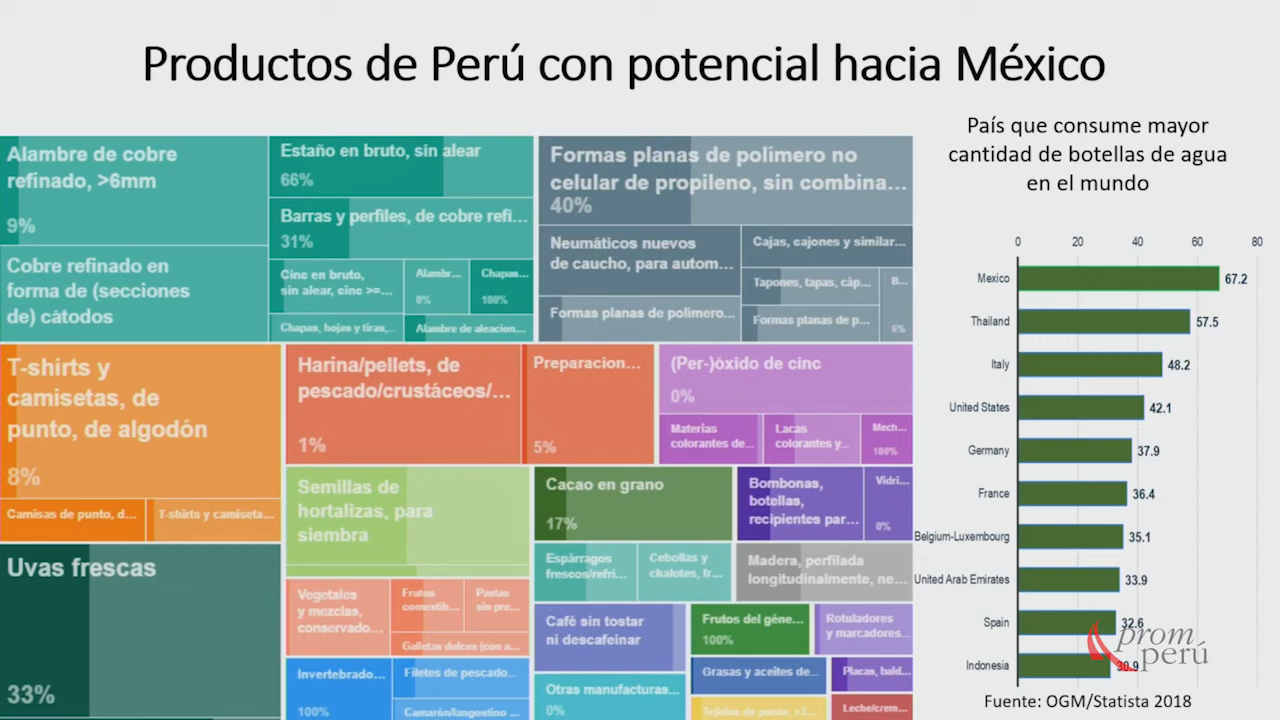 Productos de Perú con potencial hacia México
Alambre de cobre
refinado, >6mm
9%
Cobre refinado en
forma de (secciones
de) cátodos
Estaño en bruto, sin alear
66%
Barras y perfiles, de cobre refi...
31%
Cinc en bruto,
sin alear, cinc >=...
Alambr...
0%
Chapas...
100%
Chapas, hojas y tiras,...
Alambre de aleacion...
Formas planas de polímero no
celular de propileno, sin combina...
40%
Neumáticos nuevos
de caucho, para autom...
Formas planas de polímero...
Cajas, cajones y similar...
Tapones, tapas, cáp...
Formas planas de p...
B...
6%
T-shirts y
camisetas, de
punto, de algodón
8%
Camisas de punto, d...
T-shirts y camiseta...
Uvas frescas
33%
Harina/pellets, de
pescado/crustáceos/...
1%
Preparacion...
5%
(Per-)óxido de cinc
0%
Materias
colorantes de...
Lacas
colorantes y...
Mech...
100%
Semillas de
hortalizas, para
siembra
Cacao en grano
17%
Bombonas,
botellas,
recipientes par...
Vidri...
0%
Espárragos
frescos/refri...
Cebollas y
chalotes, fr...
Madera, perfilada
longitudinalmente, ne...
Vegetales
y mezclas,
conservado...
Frutos
comestib...
Pastas
sin pre...
Galletas dulces (con a...
Café sin tostar
ni descafeinar
Frutos del géne...
100%
Rotuladores
y marcadores...
Invertebrado...
100%
Filetes de pescado...
Camarón/langostino ...
Otras manufacturas...
0%
Grasas y aceites de...
Placas, bald...
Tejidos de punto, >3...
Leche/crem...
País que consume mayor
cantidad de botellas de agua
en el mundo
0 20 40 60 80
Mexico 67.2
Thailand 57.5
Italy 48.2
United States 42.1
Germany 37.9
France 36.4
Belgium-Luxembourg 35.1
United Arab Emirates 33.9
Spain 32.6
Indonesia 30.9
prom
perú
Fuente: OGM/Statista 2018